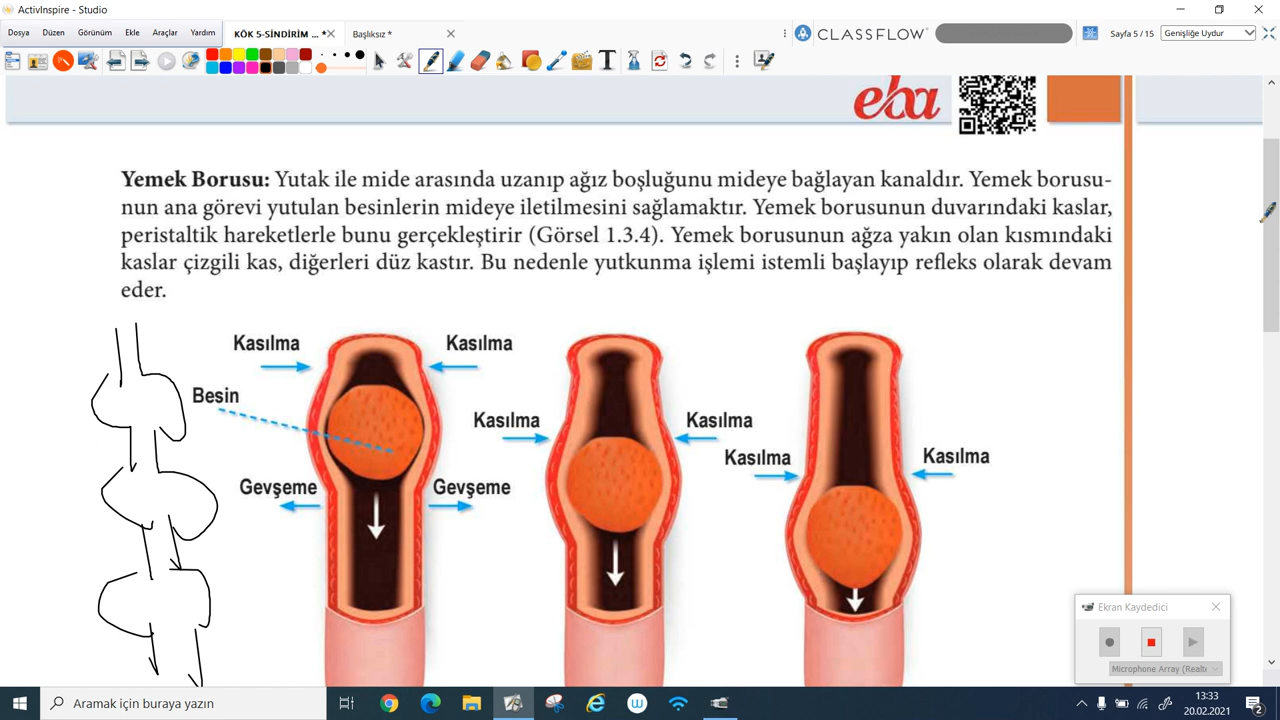 ActivInspire - Studio
Dosya Düzen Görünüm Ekle Araçlar Yardım
KÖK 5-SİNDİRİM ... *
Başlıksız *
CLASSFLOW
Sayfa 5 / 15
Genişliğe Uydur
eba
Yemek Borusu: Yutak ile mide arasında uzanıp ağız boşluğunu mideye bağlayan kanaldır. Yemek borusu-
nun ana görevi yutulan besinlerin mideye iletilmesini sağlamaktır. Yemek borusunun duvarındaki kaslar,
peristaltik hareketlerle bunu gerçekleştirir (Görsel 1.3.4). Yemek borusunun ağza yakın olan kısmındaki
kaslar çizgili kas, diğerleri düz kastır. Bu nedenle yutkunma işlemi istemli başlayıp refleks olarak devam
eder.
Kasılma Kasılma
Besin
Gevşeme Gevşeme
Kasılma Kasılma
Kasılma Kasılma
Ekran Kaydedici
Microphone Array (Realte
Aramak için buraya yazın
13:33
20.02.2021
2